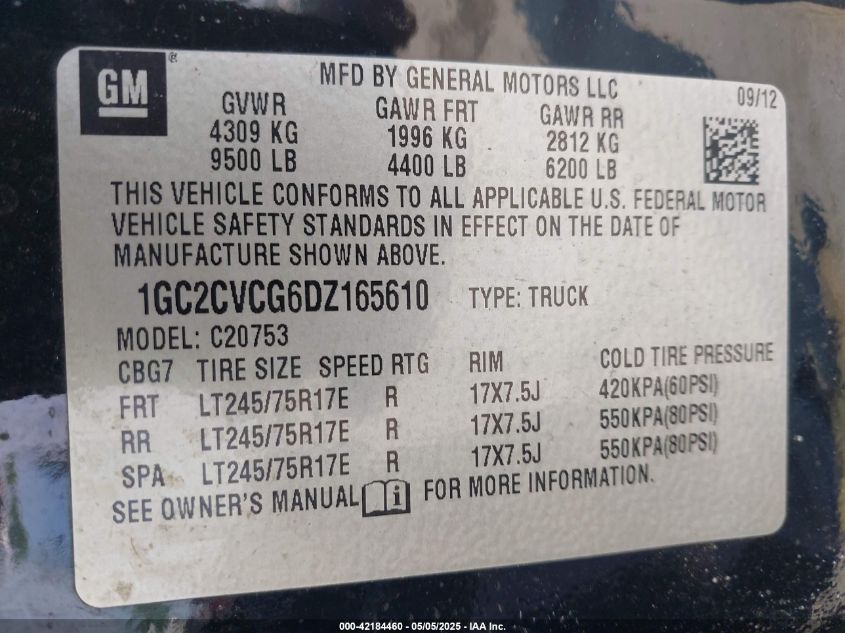 GM
MFD BY GENERAL MOTORS LLC
09/12
GVWR GAWR FRT GAWR RR
4309 KG 1996 KG 2812 KG
9500 LB 4400 LB 6200 LB
THIS VEHICLE CONFORMS TO ALL APPLICABLE U.S. FEDERAL MOTOR
VEHICLE SAFETY STANDARDS IN EFFECT ON THE DATE OF
MANUFACTURE SHOWN ABOVE.
1GC2CVCG6DZ165610 TYPE: TRUCK
MODEL: C20753
CBG7 TIRE SIZE SPEED RTG RIM COLD TIRE PRESSURE
FRT LT245/75R17E R 17X7.5J 420KPA(60PSI)
RR LT245/75R17E R 17X7.5J 550KPA(80PSI)
SPA LT245/75R17E R 17X7.5J 550KPA(80PSI)
SEE OWNER'S MANUAL i FOR MORE INFORMATION.
000-42184460 - 05/05/2025 - IAA Inc.